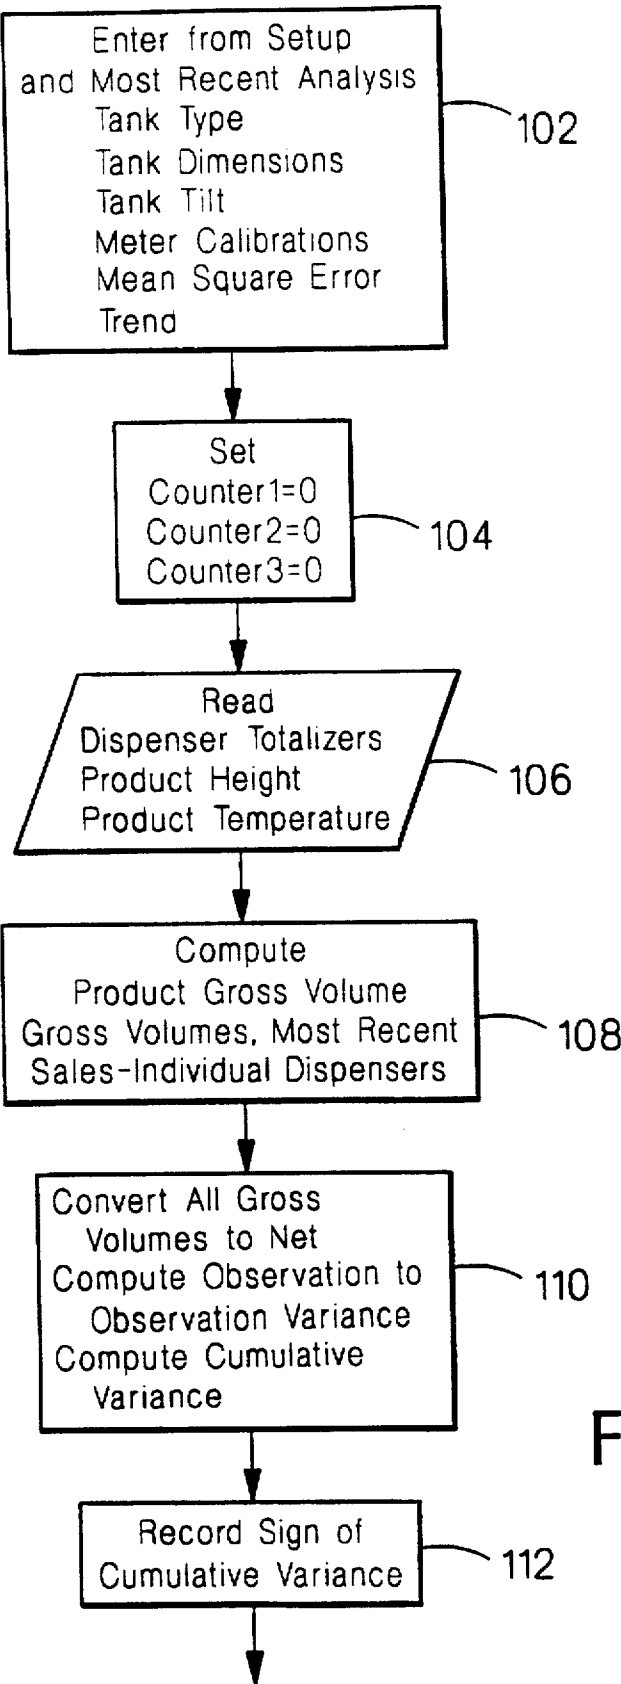 Enter from Setup
and Most Recent Analysis
Tank Type
Tank Dimensions
Tank Tilt
Meter Calibrations
Mean Square Error
Trend
102
Set
Counter1=0
Counter2=0
Counter3=0
104
Read
Dispenser Totalizers
Product Height
Product Temperature
106
Compute
Product Gross Volume
Gross Volumes, Most Recent
Sales-Individual Dispensers
108
Convert All Gross
Volumes to Net
Compute Observation to
Observation Variance
Compute Cumulative
Variance
110
F
Record Sign of
Cumulative Variance
112